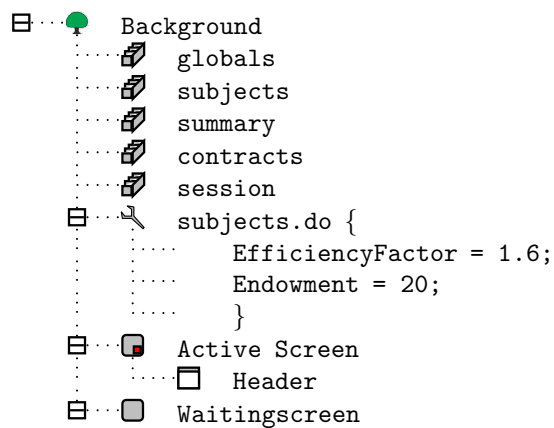 Background
globals
subjects
summary
contracts
session
subjects.do {
EfficiencyFactor = 1.6;
Endowment = 20;
}
Active Screen
Header
Waitingscreen